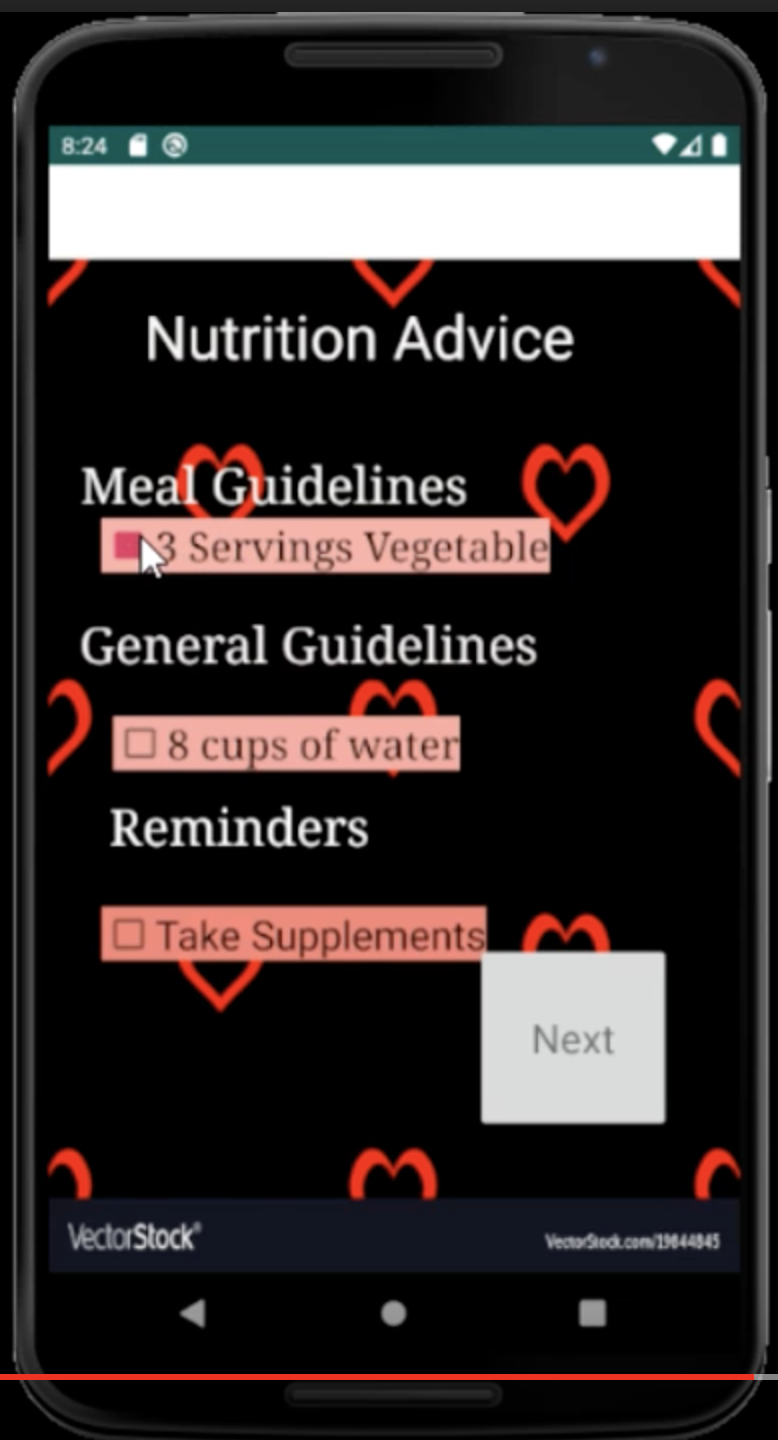 8:24
Nutrition Advice
Meal Guidelines
3 Servings Vegetable
General Guidelines
8 cups of water
Reminders
Take Supplements
Next
VectorStock®
VectorStock.com/19644845